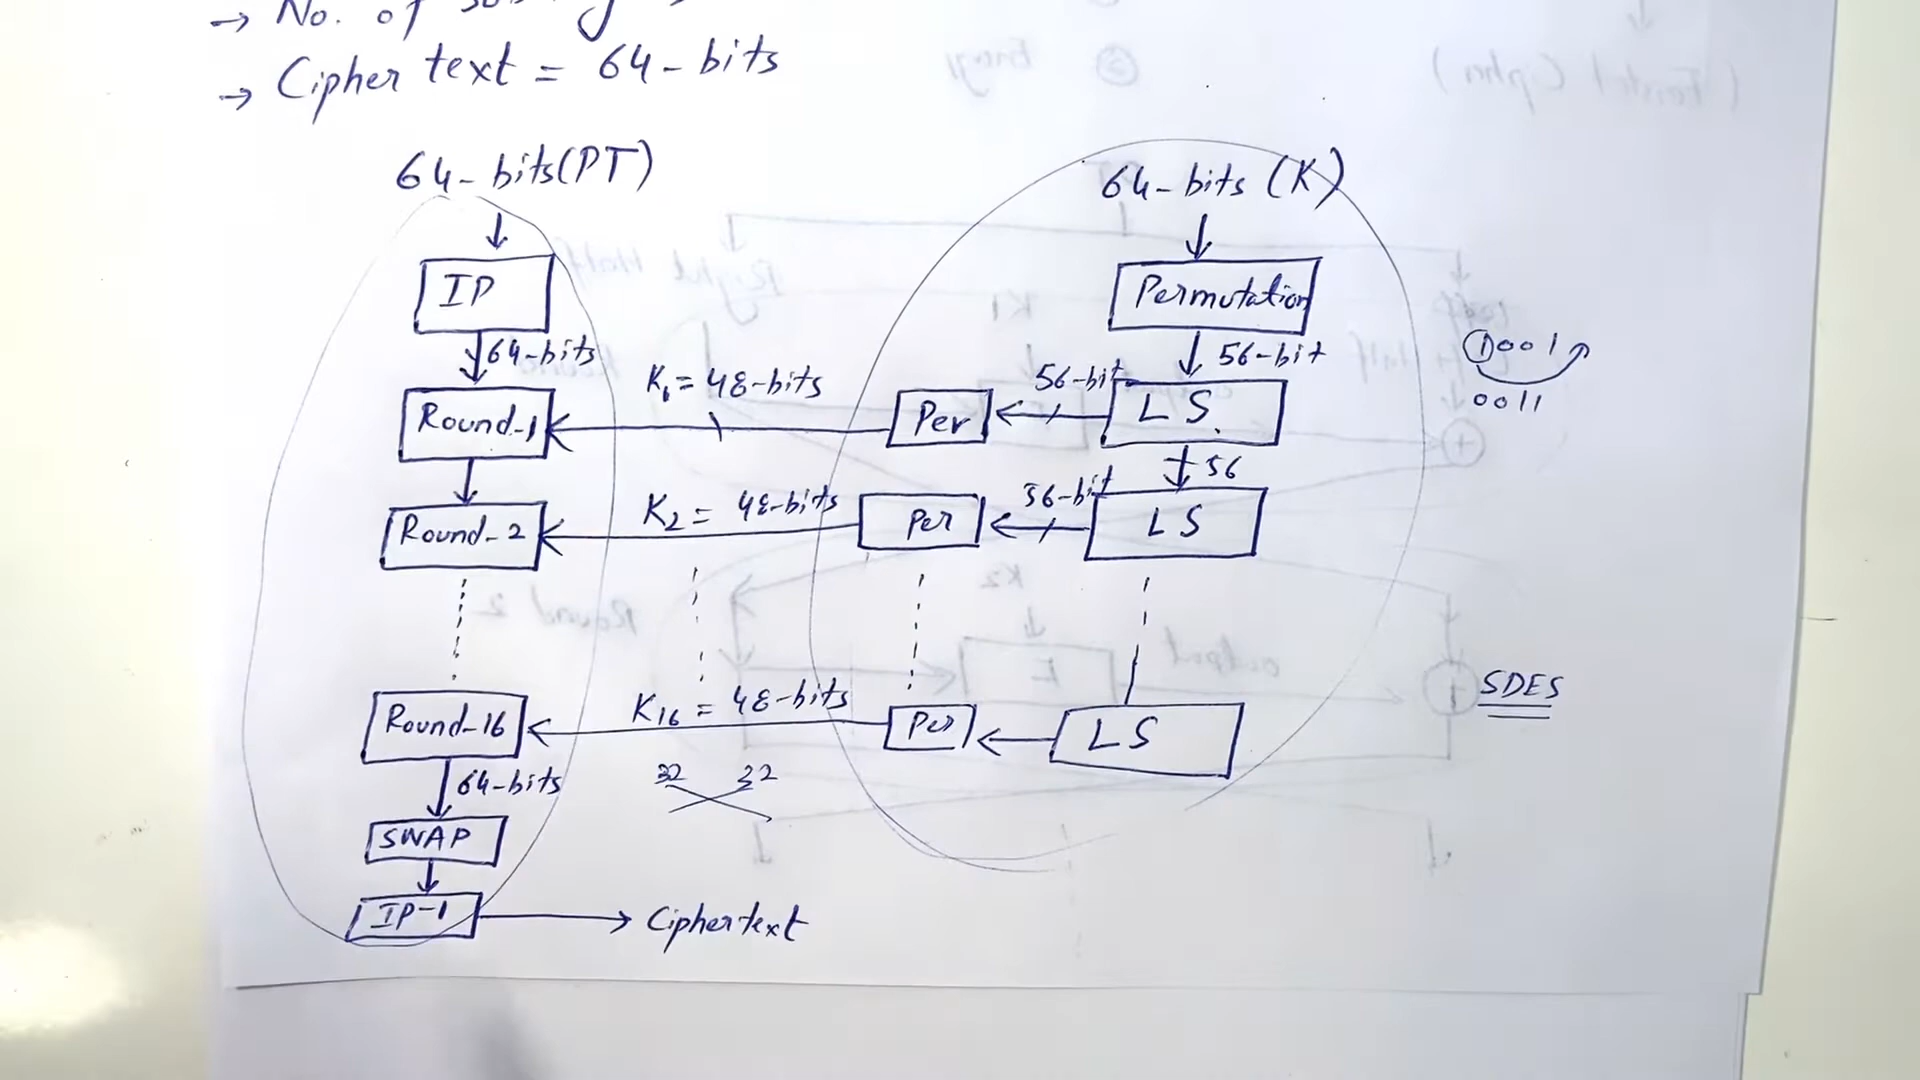 → No. of
→ Cipher text = 64-bits
64-bits (PT)
64-bits (K)
IP
Permutation
64-bits
56-bit
1001
0011
K1 = 48-bits
56-bit
Round-1
Per
LS
56
K2 = 48-bits
56-bit
Round-2
Per
LS
Round-16
K16 = 48-bits
Per
LS
SDES
64-bits
32 32
SWAP
IP-1
Ciphertext